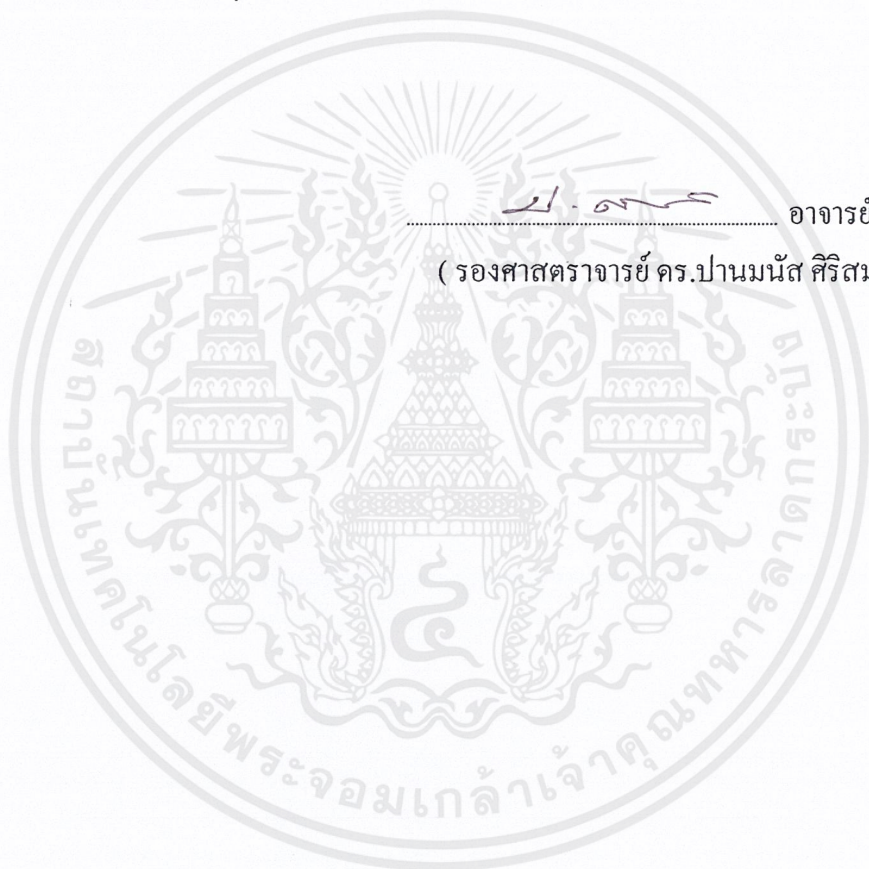 อาจารย์
( รองศาสตราจารย์ ดร.ปานมนัส ศิริสม
สถาบันเทคโนโลยีพระจอมเกล้าเจ้าคุณทหารลาดกระบัง